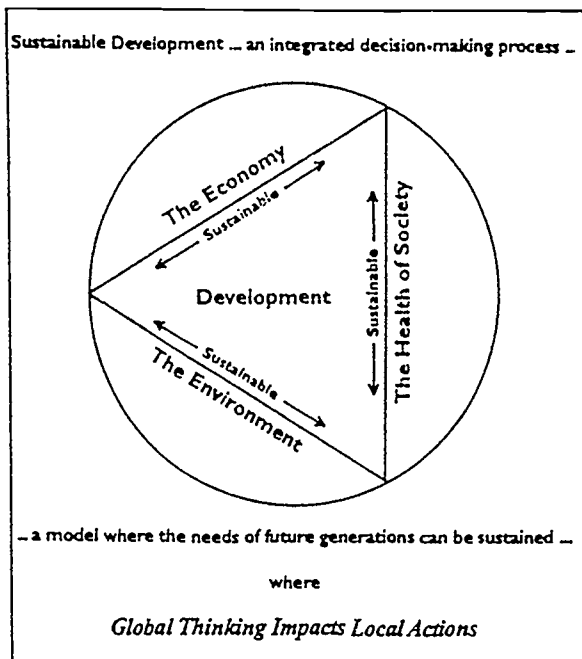 Sustainable Development ... an integrated decision-making process ...
The Economy
Sustainable
Development
Sustainable
The Health of Society
Sustainable
The Environment
... a model where the needs of future generations can be sustained ...
where
Global Thinking Impacts Local Actions